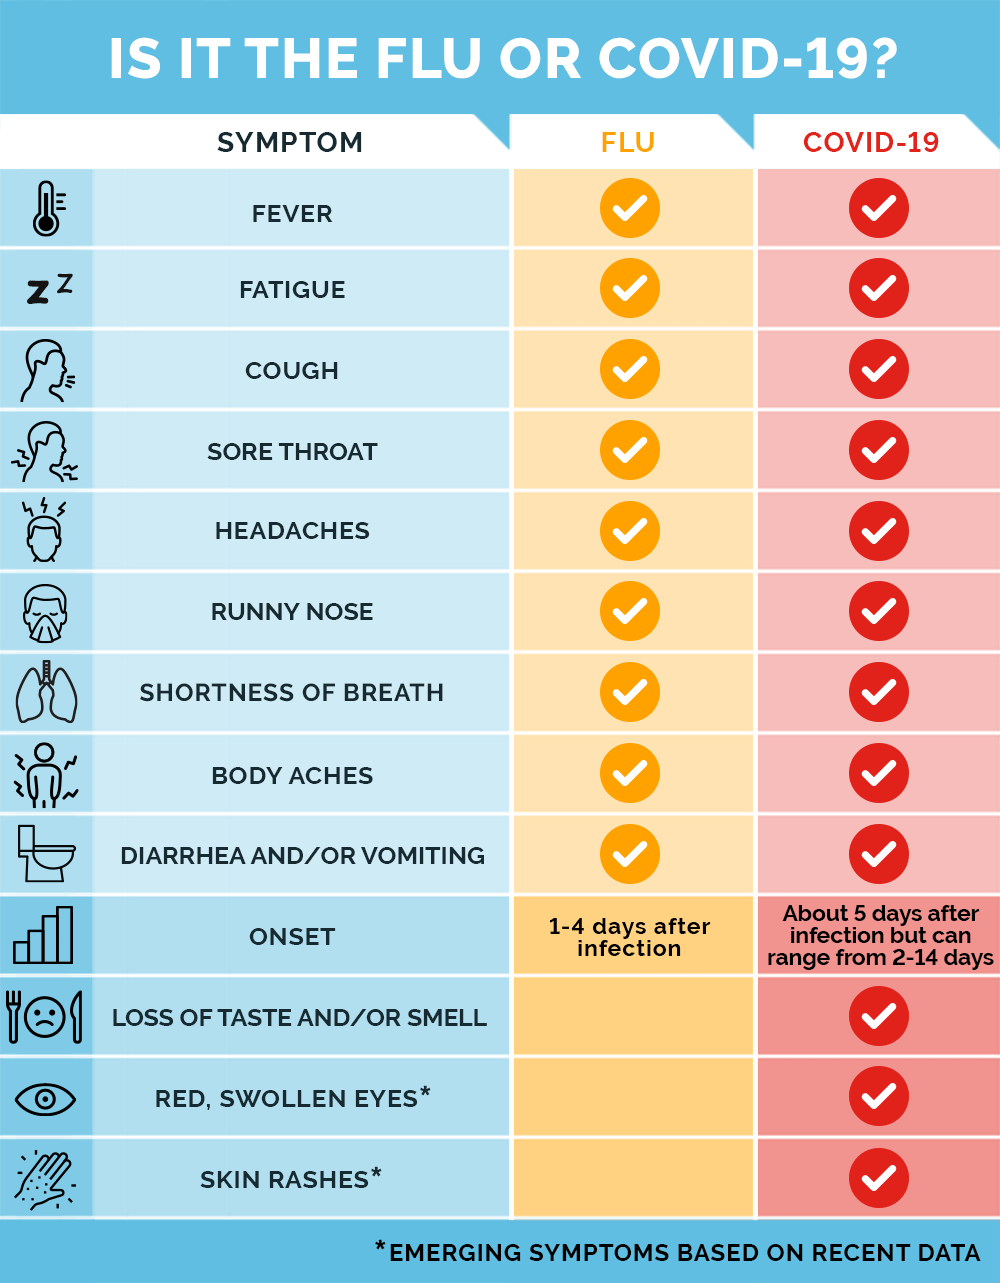 IS IT THE FLU OR COVID-19?
SYMPTOM FLU COVID-19
FEVER
zz FATIGUE
COUGH
SORE THROAT
HEADACHES
RUNNY NOSE
SHORTNESS OF BREATH
BODY ACHES
DIARRHEA AND/OR VOMITING
ONSET
1-4 days after
infection
About 5 days after
infection but can
range from 2-14 days
LOSS OF TASTE AND/OR SMELL
RED, SWOLLEN EYES*
SKIN RASHES*
*EMERGING SYMPTOMS BASED ON RECENT DATA